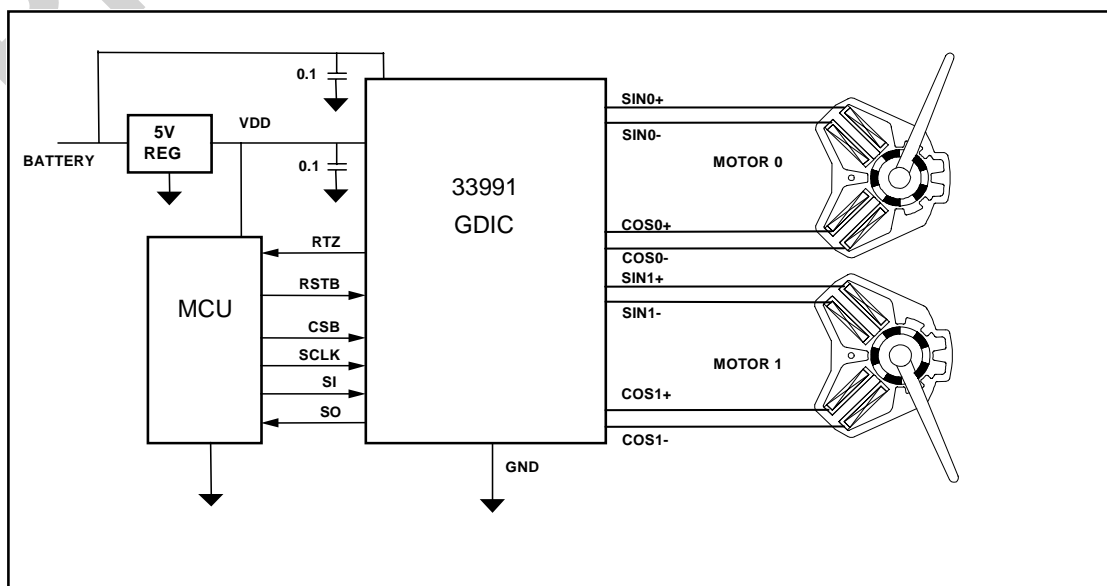 0.1
5V
REG
VDD
BATTERY
0.1
33991
GDIC
MCU
RTZ
RSTB
CSB
SCLK
SI
SO
GND
SIN0+
SIN0-
MOTOR 0
COS0+
COS0-
SIN1+
SIN1-
MOTOR 1
COS1+
COS1-